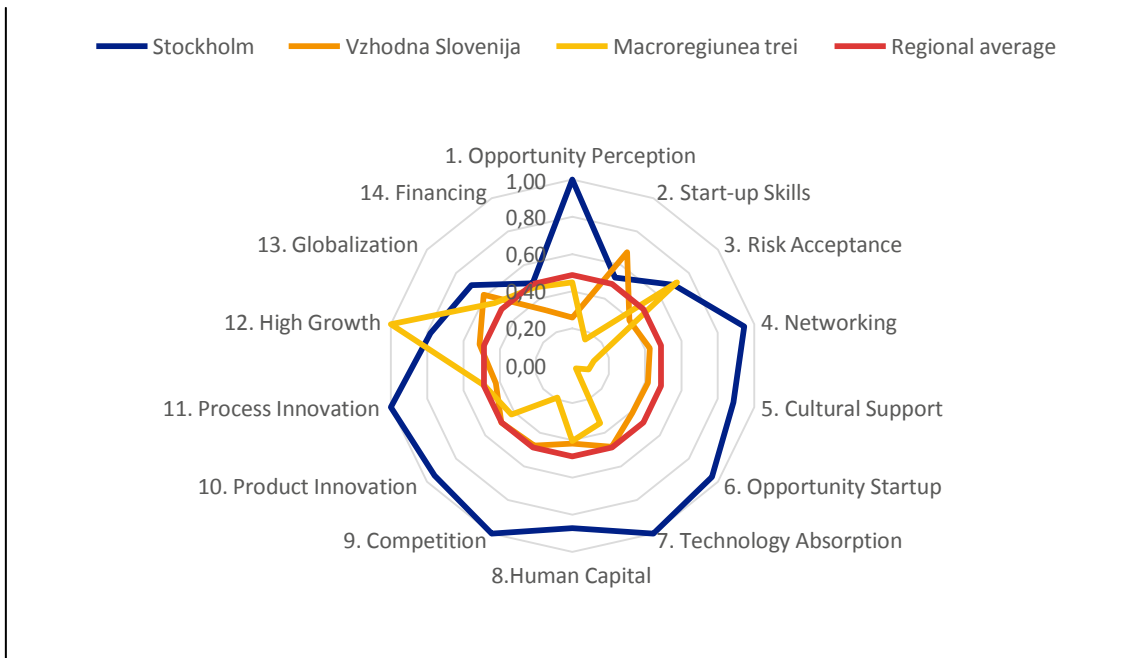 Stockholm Vzhodna Slovenija Macroregiunea trei Regional average
1. Opportunity Perception
1,00
14. Financing
2. Start-up Skills
0,80
13. Globalization
3. Risk Acceptance
0,60
0,40
12. High Growth
4. Networking
0,20
0,00
11. Process Innovation
5. Cultural Support
10. Product Innovation
6. Opportunity Startup
9. Competition
7. Technology Absorption
8.Human Capital